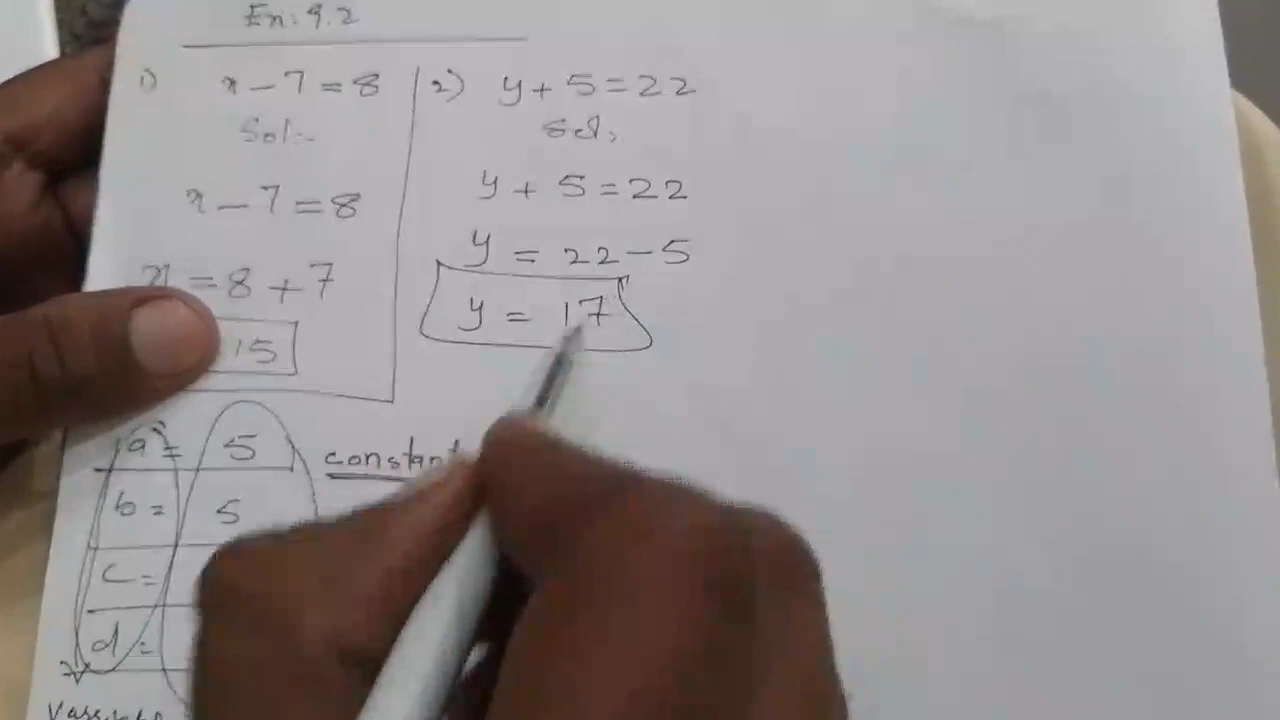 Ex: 9.2
1) x - 7 = 8
Sol:-
x - 7 = 8
x = 8 + 7
15
2) y + 5 = 22
Sol:
y + 5 = 22
y = 22 - 5
y = 17
a = 5
constant
b = 5
c =
d =